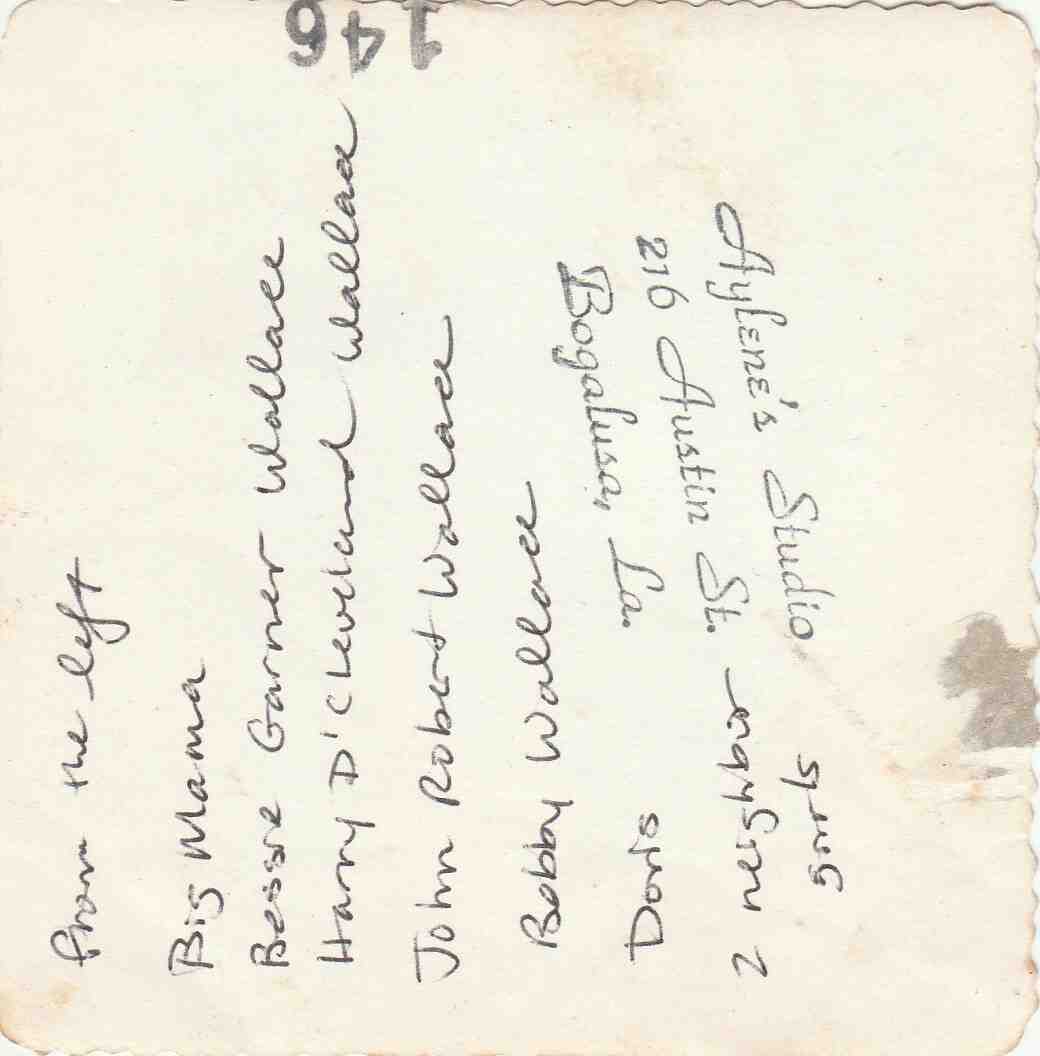 from the left
Big Mama
Bessie Garner Wallace
Harry D'Cleveland Wallace
John Robert Wallace
Bobby Wallace
Doris
2 neighbor
girls
Aylene's Studio
216 Austin St.
Bogalusa, La.
146